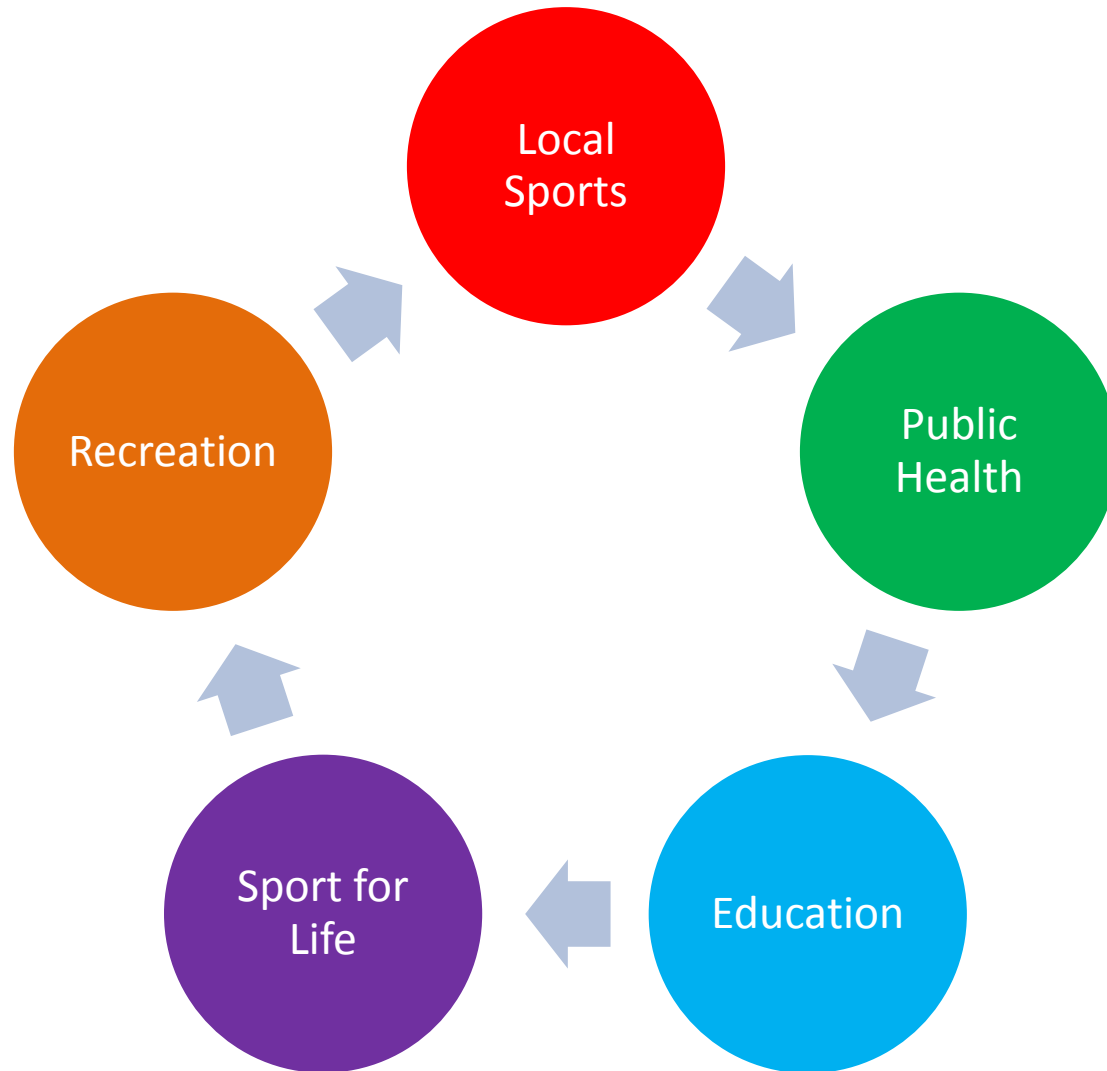 Local
Sports
Public
Health
Education
Sport for
Life
Recreation